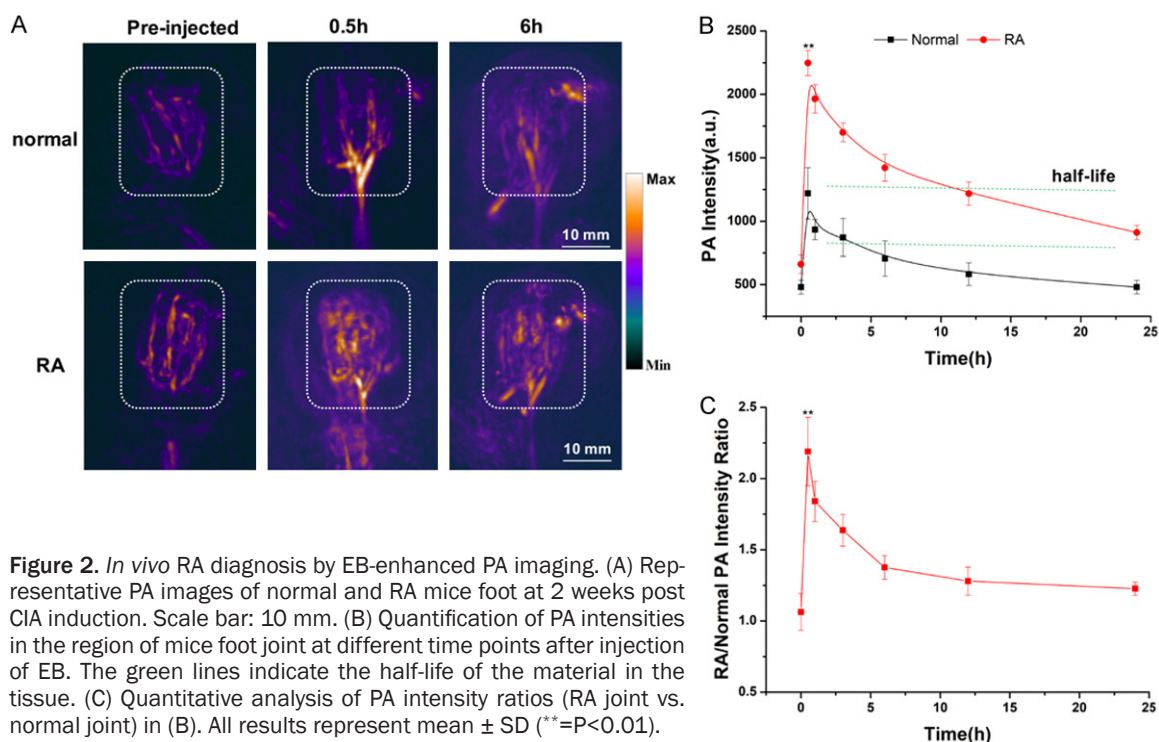 A
Pre-injected 0.5h 6h
normal
RA
Max
Min
10 mm
10 mm
B
Normal RA
**
half-life
PA Intensity(a.u.)
2500
2250
2000
1750
1500
1250
1000
750
500
0 5 10 15 20 25
Time(h)
C
**
RA/Normal PA Intensity Ratio
2.5
2.0
1.5
1.0
0.5
0 5 10 15 20 25
Time(h)
Figure 2. In vivo RA diagnosis by EB-enhanced PA imaging. (A) Rep-
resentative PA images of normal and RA mice foot at 2 weeks post
CIA induction. Scale bar: 10 mm. (B) Quantification of PA intensities
in the region of mice foot joint at different time points after injection
of EB. The green lines indicate the half-life of the material in the
tissue. (C) Quantitative analysis of PA intensity ratios (RA joint vs.
normal joint) in (B). All results represent mean ± SD (**=P<0.01).